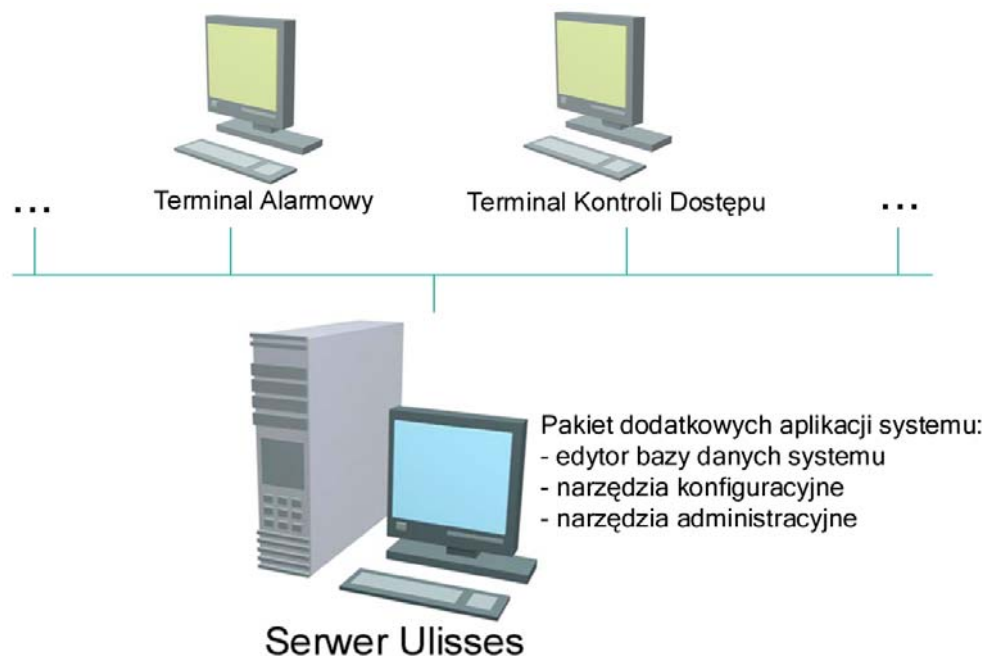 Terminal Alarmowy
Terminal Kontroli Dostępu
...
...
Pakiet dodatkowych aplikacji systemu:
- edytor bazy danych systemu
- narzędzia konfiguracyjne
- narzędzia administracyjne
Serwer Ulisses